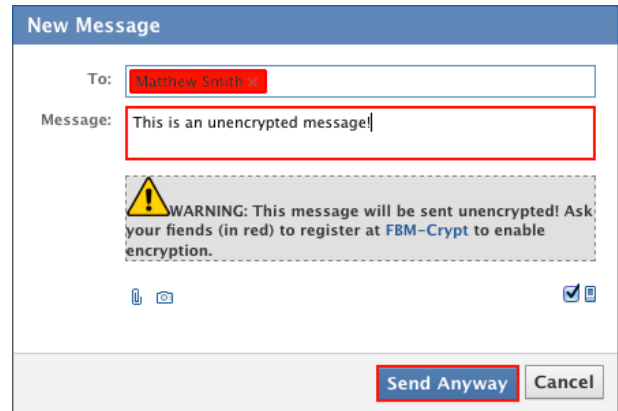 New Message
To: Matthew Smith ×
Message: This is an unencrypted message!
WARNING: This message will be sent unencrypted! Ask
your fiends (in red) to register at FBM-Crypt to enable
encryption.
Send Anyway Cancel